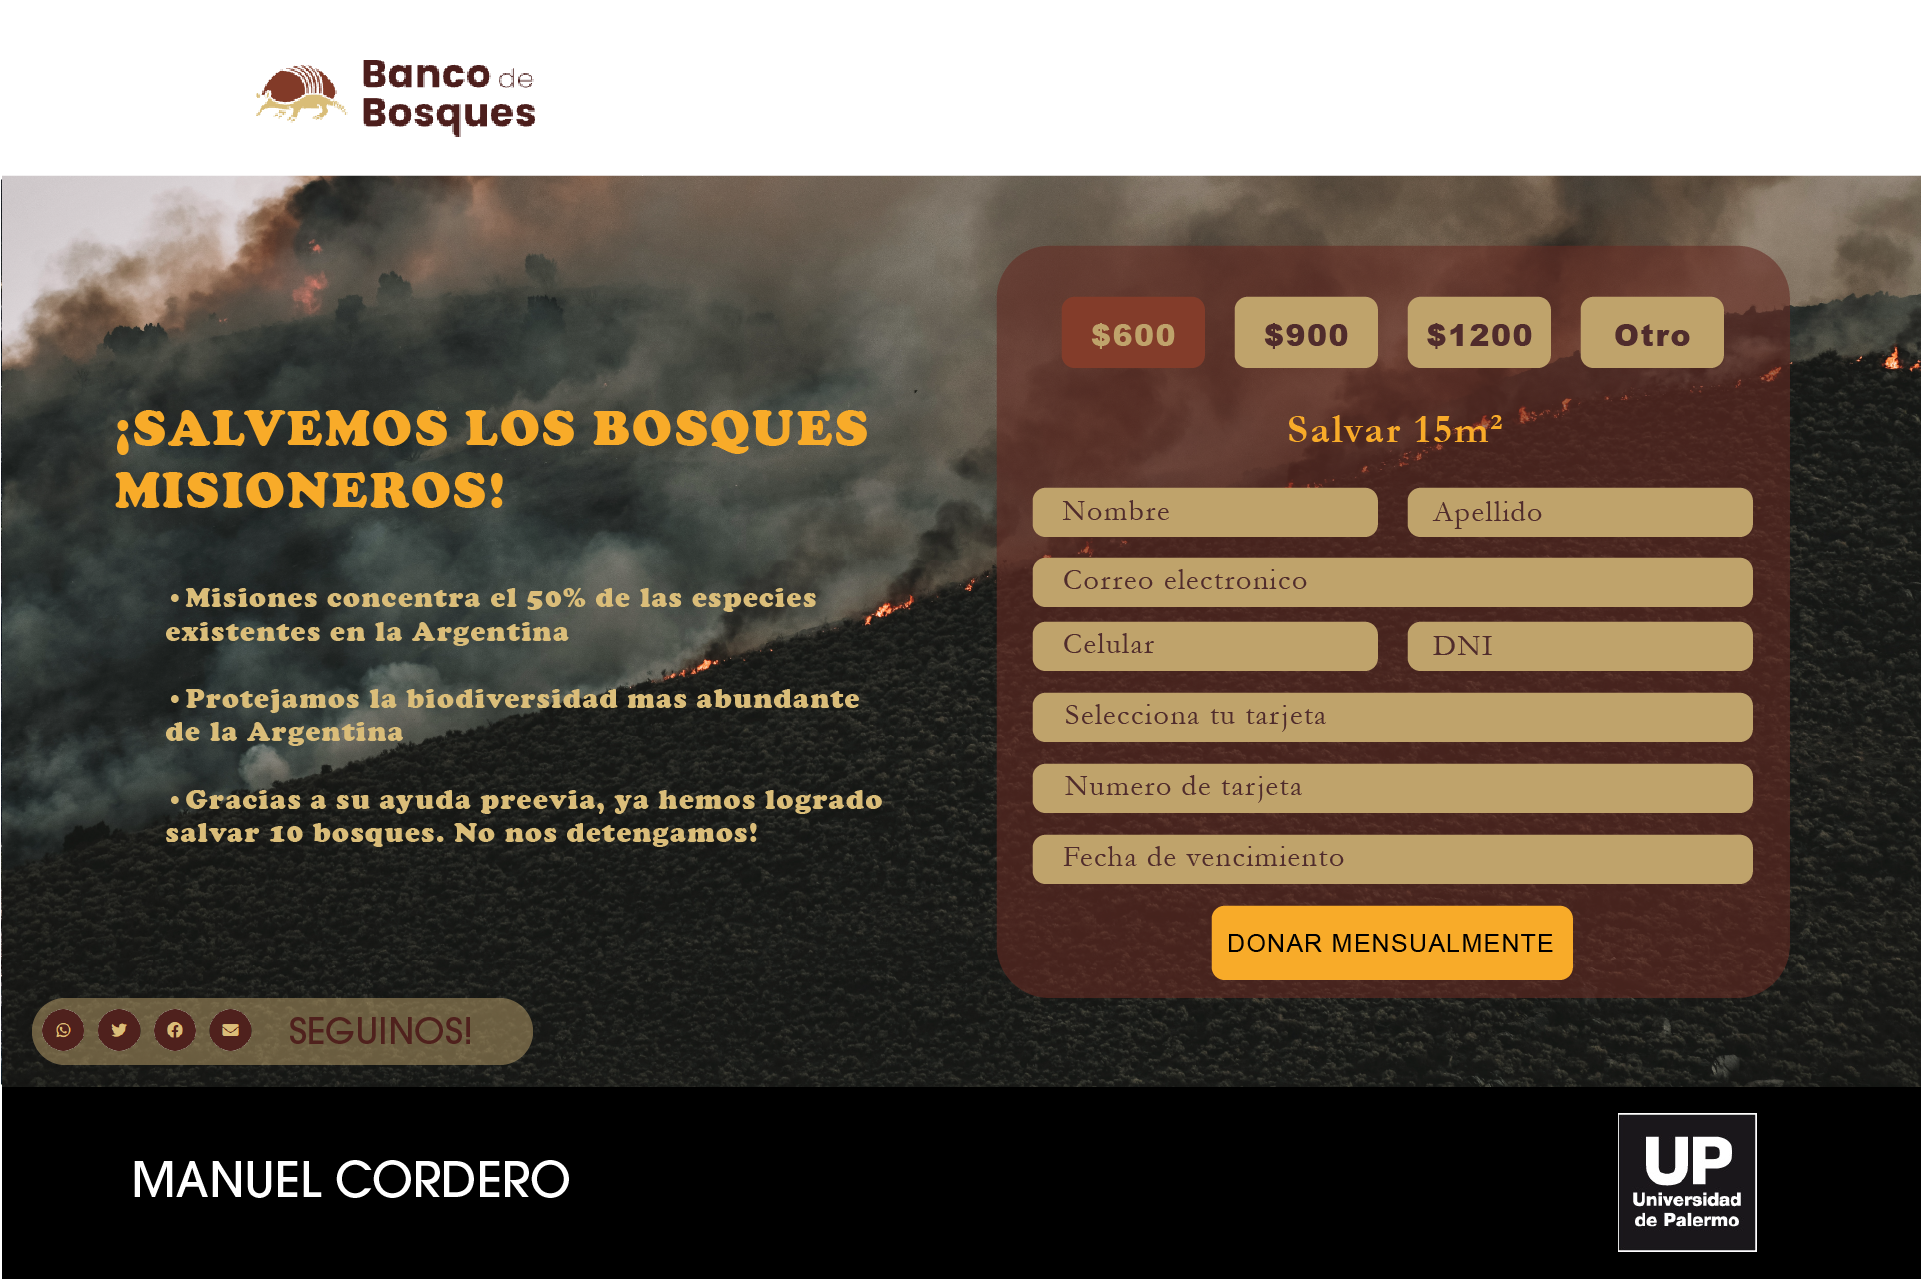 Banco de
Bosques
¡SALVEMOS LOS BOSQUES
MISIONEROS!
•Misiones concentra el 50% de las especies
existentes en la Argentina
•Protejamos la biodiversidad mas abundante
de la Argentina
•Gracias a su ayuda preevia, ya hemos logrado
salvar 10 bosques. No nos detengamos!
$600 $900 $1200 Otro
Salvar 15m²
Nombre Apellido
Correo electronico
Celular DNI
Selecciona tu tarjeta
Numero de tarjeta
Fecha de vencimiento
DONAR MENSUALMENTE
SEGUINOS!
MANUEL CORDERO
UP
Universidad
de Palermo